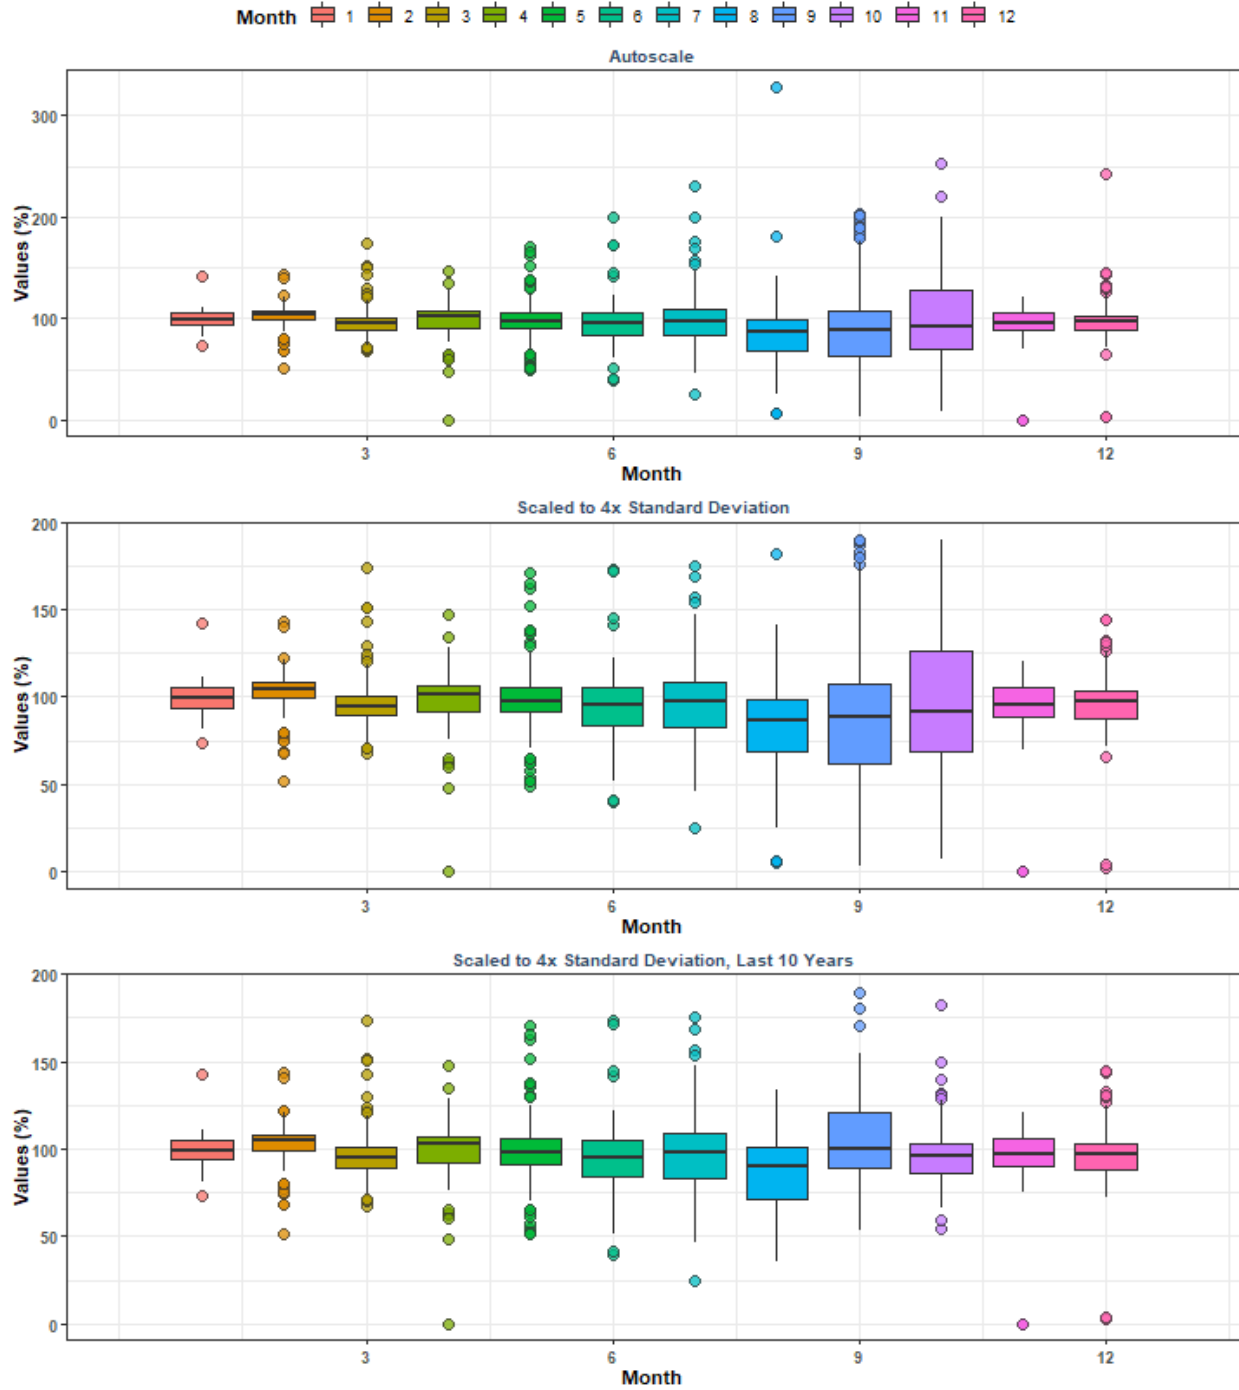 Month 1 2 3 4 5 6 7 8 9 10 11 12
Autoscale
Values (%)
300
200
100
0
3 6 9 12
Month
Scaled to 4x Standard Deviation
Values (%)
200
150
100
50
0
3 6 9 12
Month
Scaled to 4x Standard Deviation, Last 10 Years
Values (%)
200
150
100
50
0
3 6 9 12
Month